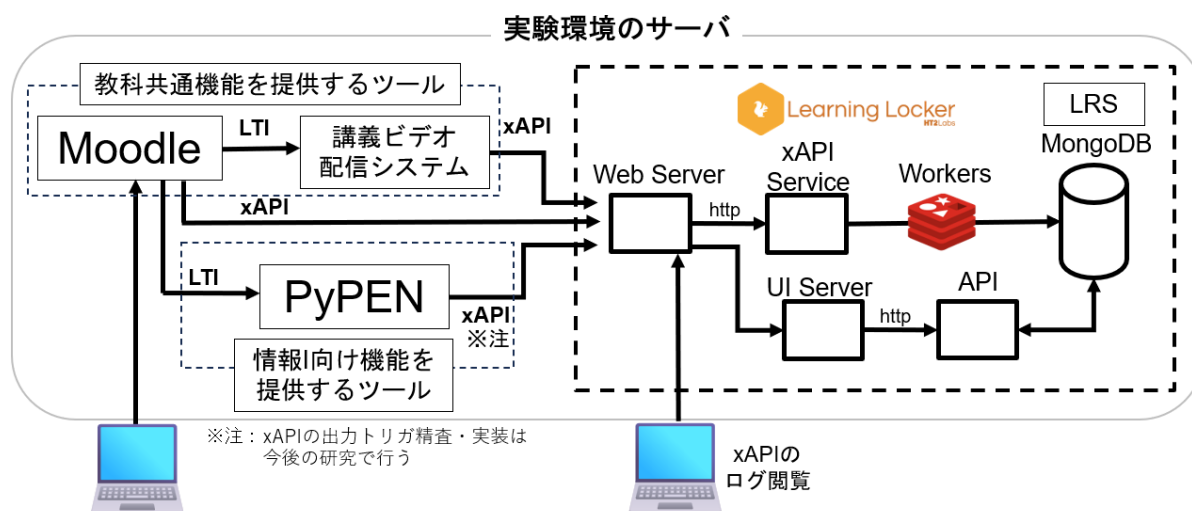 実験環境のサーバ
教科共通機能を提供するツール
Moodle
LTI
講義ビデオ
配信システム
xAPI
xAPI
LTI
PyPEN
xAPI
※注
情報I向け機能を
提供するツール
Learning Locker
HT2Labs
LRS
MongoDB
Web Server
http
xAPI
Service
Workers
UI Server
http
API
※注：xAPIの出力トリガ精査・実装は
今後の研究で行う
xAPIの
ログ閲覧